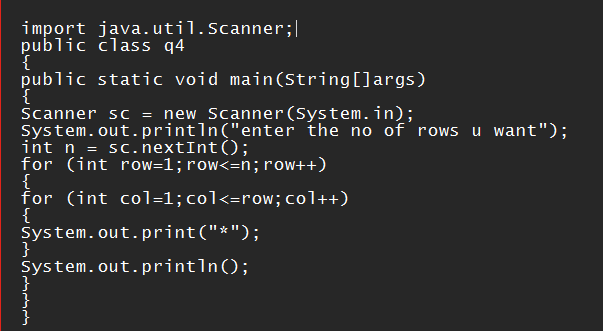 import java.util.Scanner;
public class q4
{
public static void main(String[]args)
{
Scanner sc = new Scanner(System.in);
System.out.println("enter the no of rows u want");
int n = sc.nextInt();
for (int row=1;row<=n;row++)
{
for (int col=1;col<=row;col++)
{
System.out.print("*");
}
System.out.println();
}
}
}